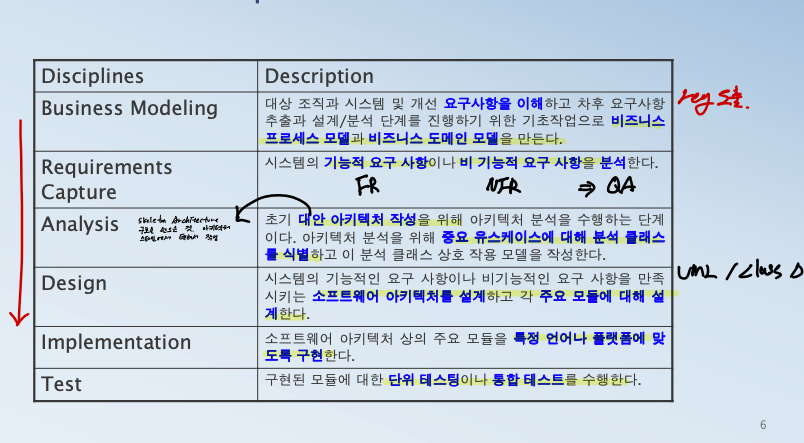 Disciplines
Description
Business Modeling
대상 조직과 시스템 및 개선 요구사항을 이해하고 차후 요구사항
추출과 설계/분석 단계를 진행하기 위한 기초작업으로 비즈니스
프로세스 모델과 비즈니스 도메인 모델을 만든다.
req 도출.
Requirements
Capture
시스템의 기능적 요구 사항이나 비 기능적 요구 사항을 분석한다.
FR NFR ⇒ QA
Analysis
Skeleton Architecture
초기 대안 아키텍처 작성을 위해 아키텍처 분석을 수행하는 단계
이다. 아키텍처 분석을 위해 중요 유스케이스에 대해 분석 클래스
를 식별하고 이 분석 클래스 상호 작용 모델을 작성한다.
Design
시스템의 기능적인 요구 사항이나 비기능적인 요구 사항을 만족
시키는 소프트웨어 아키텍처를 설계하고 각 주요 모듈에 대해 설
계한다.
UML / class
Implementation
소프트웨어 아키텍처 상의 주요 모듈을 특정 언어나 플랫폼에 맞
도록 구현한다.
Test
구현된 모듈에 대한 단위 테스팅이나 통합 테스트를 수행한다.
6